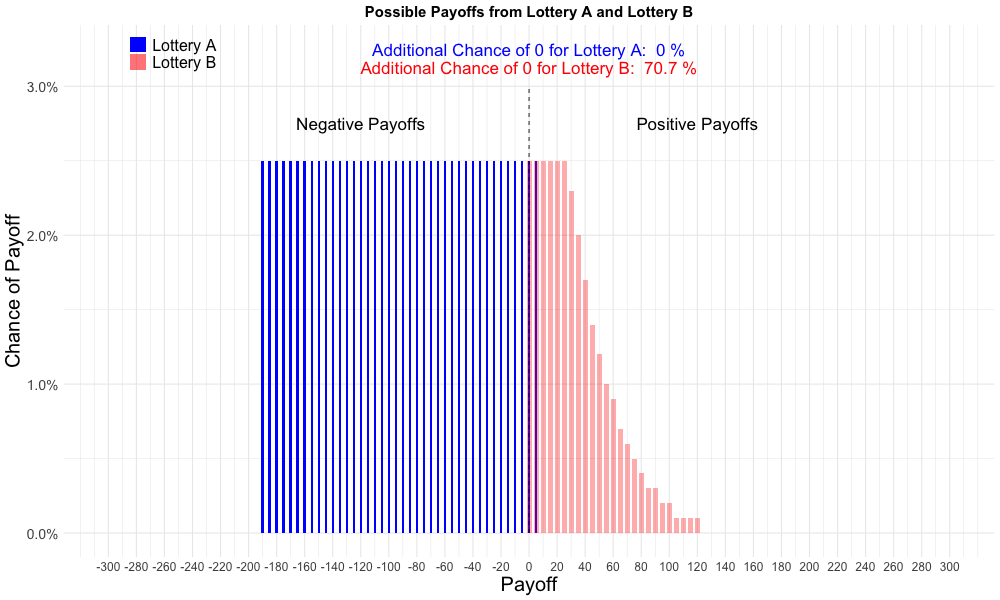 Possible Payoffs from Lottery A and Lottery B
Lottery A
Lottery B
Additional Chance of 0 for Lottery A:  0 %
Additional Chance of 0 for Lottery B:  70.7 %
Negative Payoffs
Positive Payoffs
Chance of Payoff
3.0%
2.0%
1.0%
0.0%
-300 -280 -260 -240 -220 -200 -180 -160 -140 -120 -100 -80 -60 -40 -20 0 20 40 60 80 100 120 140 160 180 200 220 240 260 280 300
Payoff